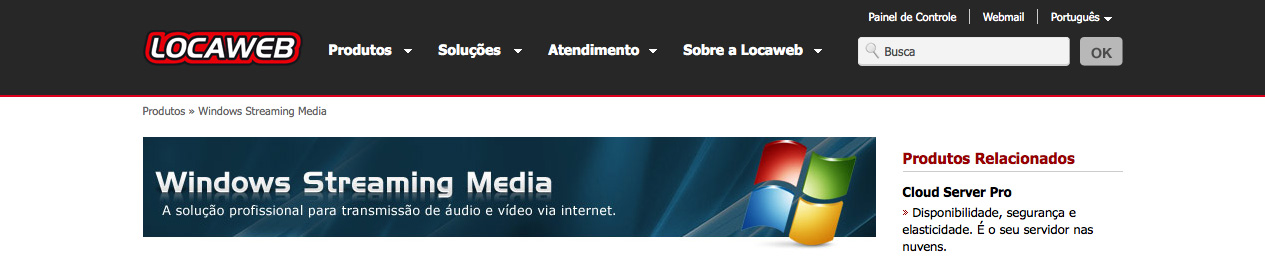 Painel de Controle Webmail Português
LOCAWEB Produtos Soluções Atendimento Sobre a Locaweb Busca OK
Produtos » Windows Streaming Media
Windows Streaming Media
A solução profissional para transmissão de áudio e vídeo via internet.
Produtos Relacionados
Cloud Server Pro
» Disponibilidade, segurança e
elasticidade. É o seu servidor nas
nuvens.